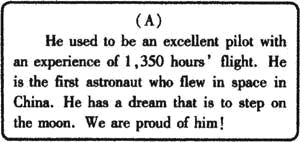 (A)
He used to be an excellent pilot with
an experience of 1,350 hours' flight. He
is the first astronaut who flew in space in
China. He has a dream that is to step on
the moon. We are proud of him!